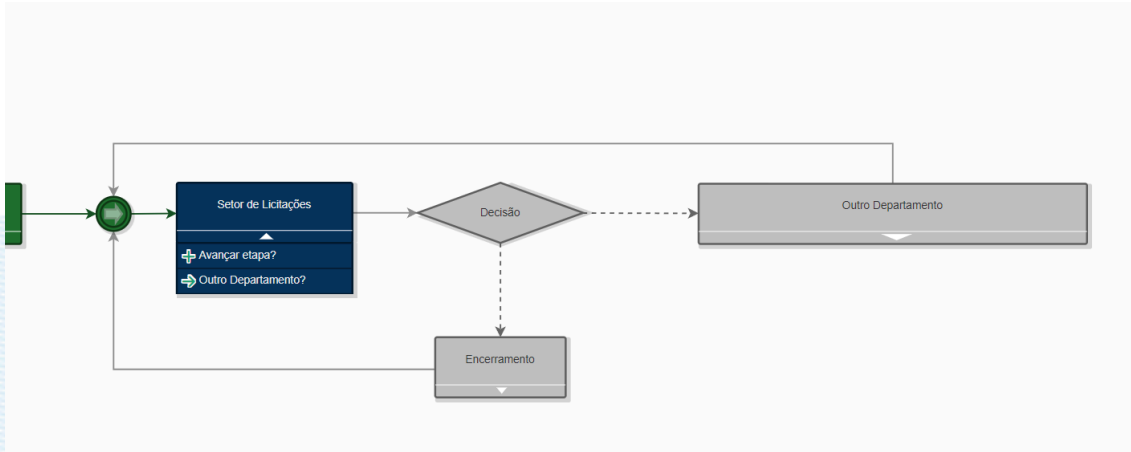 Setor de Licitações
Decisão
Outro Departamento
Avançar etapa?
Outro Departamento?
Encerramento